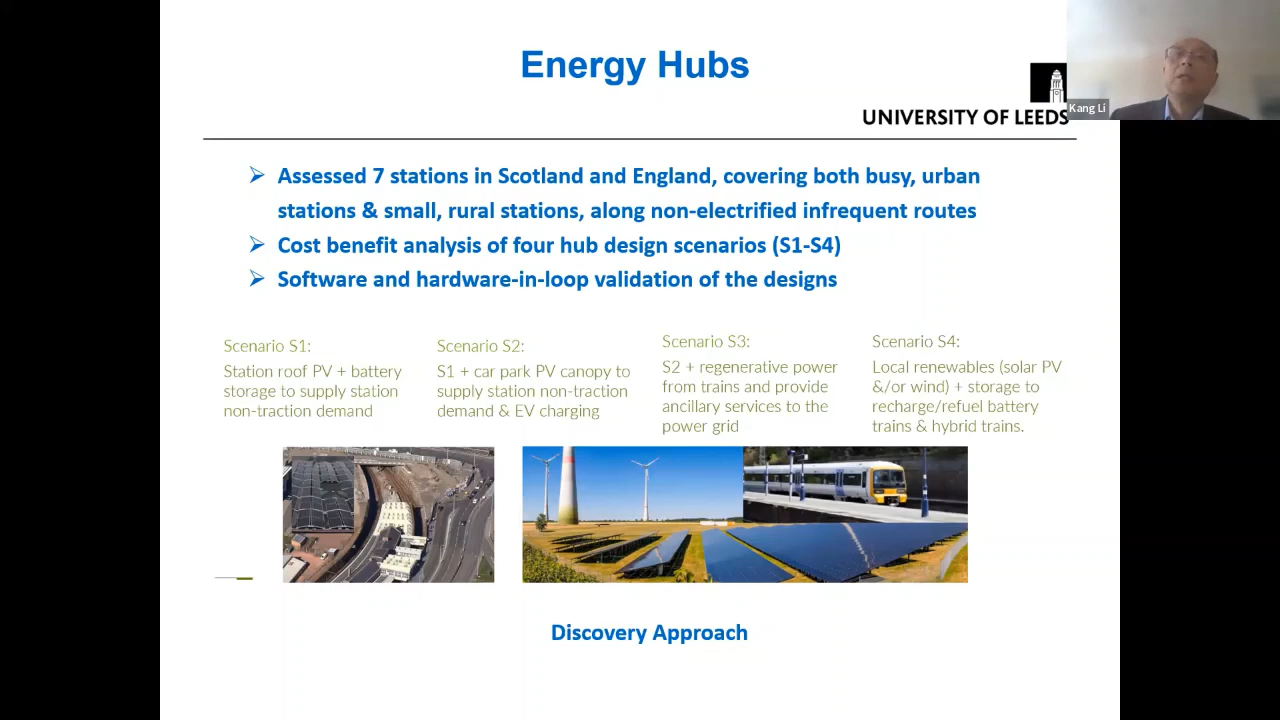 Energy Hubs
UNIVERSITY OF LEEDS
Kang Li
➢ Assessed 7 stations in Scotland and England, covering both busy, urban
stations & small, rural stations, along non-electrified infrequent routes
➢ Cost benefit analysis of four hub design scenarios (S1-S4)
➢ Software and hardware-in-loop validation of the designs
Scenario S1:
Station roof PV + battery
storage to supply station
non-traction demand
Scenario S2:
S1 + car park PV canopy to
supply station non-traction
demand & EV charging
Scenario S3:
S2 + regenerative power
from trains and provide
ancillary services to the
power grid
Scenario S4:
Local renewables (solar PV
&/or wind) + storage to
recharge/refuel battery
trains & hybrid trains.
Discovery Approach